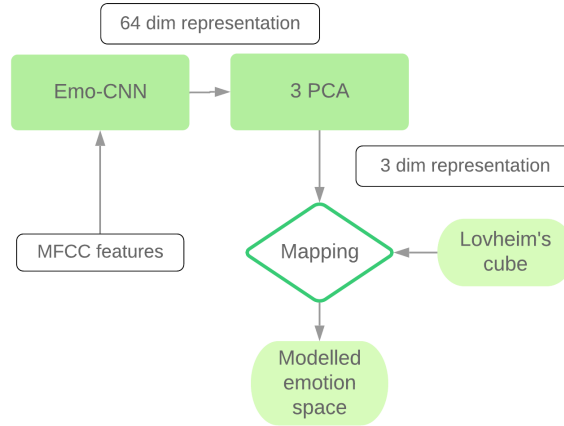 64 dim representation
Emo-CNN
3 PCA
3 dim representation
MFCC features
Mapping
Lovheim's
cube
Modelled
emotion
space